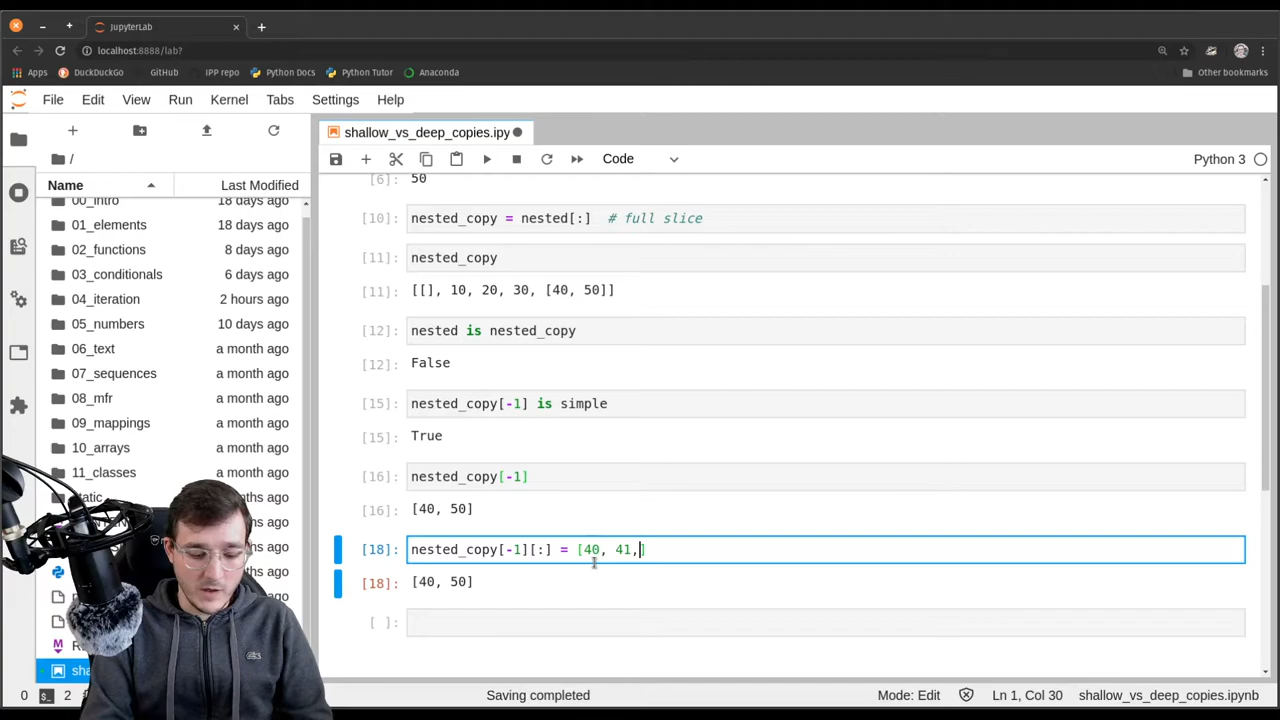 JupyterLab
localhost:8888/lab?
Apps DuckDuckGo GitHub IPP repo Python Docs Python Tutor Anaconda Other bookmarks
File Edit View Run Kernel Tabs Settings Help
shallow_vs_deep_copies.ipy
/
Code
Python 3
Name Last Modified
00_intro 18 days ago
01_elements 18 days ago
02_functions 8 days ago
03_conditionals 6 days ago
04_iteration 2 hours ago
05_numbers 10 days ago
06_text a month ago
07_sequences a month ago
08_mfr a month ago
09_mappings a month ago
10_arrays a month ago
11_classes a month ago
static
[6]: 50
[10]: nested_copy = nested[:]  # full slice
[11]: nested_copy
[11]: [[], 10, 20, 30, [40, 50]]
[12]: nested is nested_copy
[12]: False
[15]: nested_copy[-1] is simple
[15]: True
[16]: nested_copy[-1]
[16]: [40, 50]
[18]: nested_copy[-1][:] = [40, 41,]
[18]: [40, 50]
[ ]:
0 2 Saving completed Mode: Edit Ln 1, Col 30 shallow_vs_deep_copies.ipynb